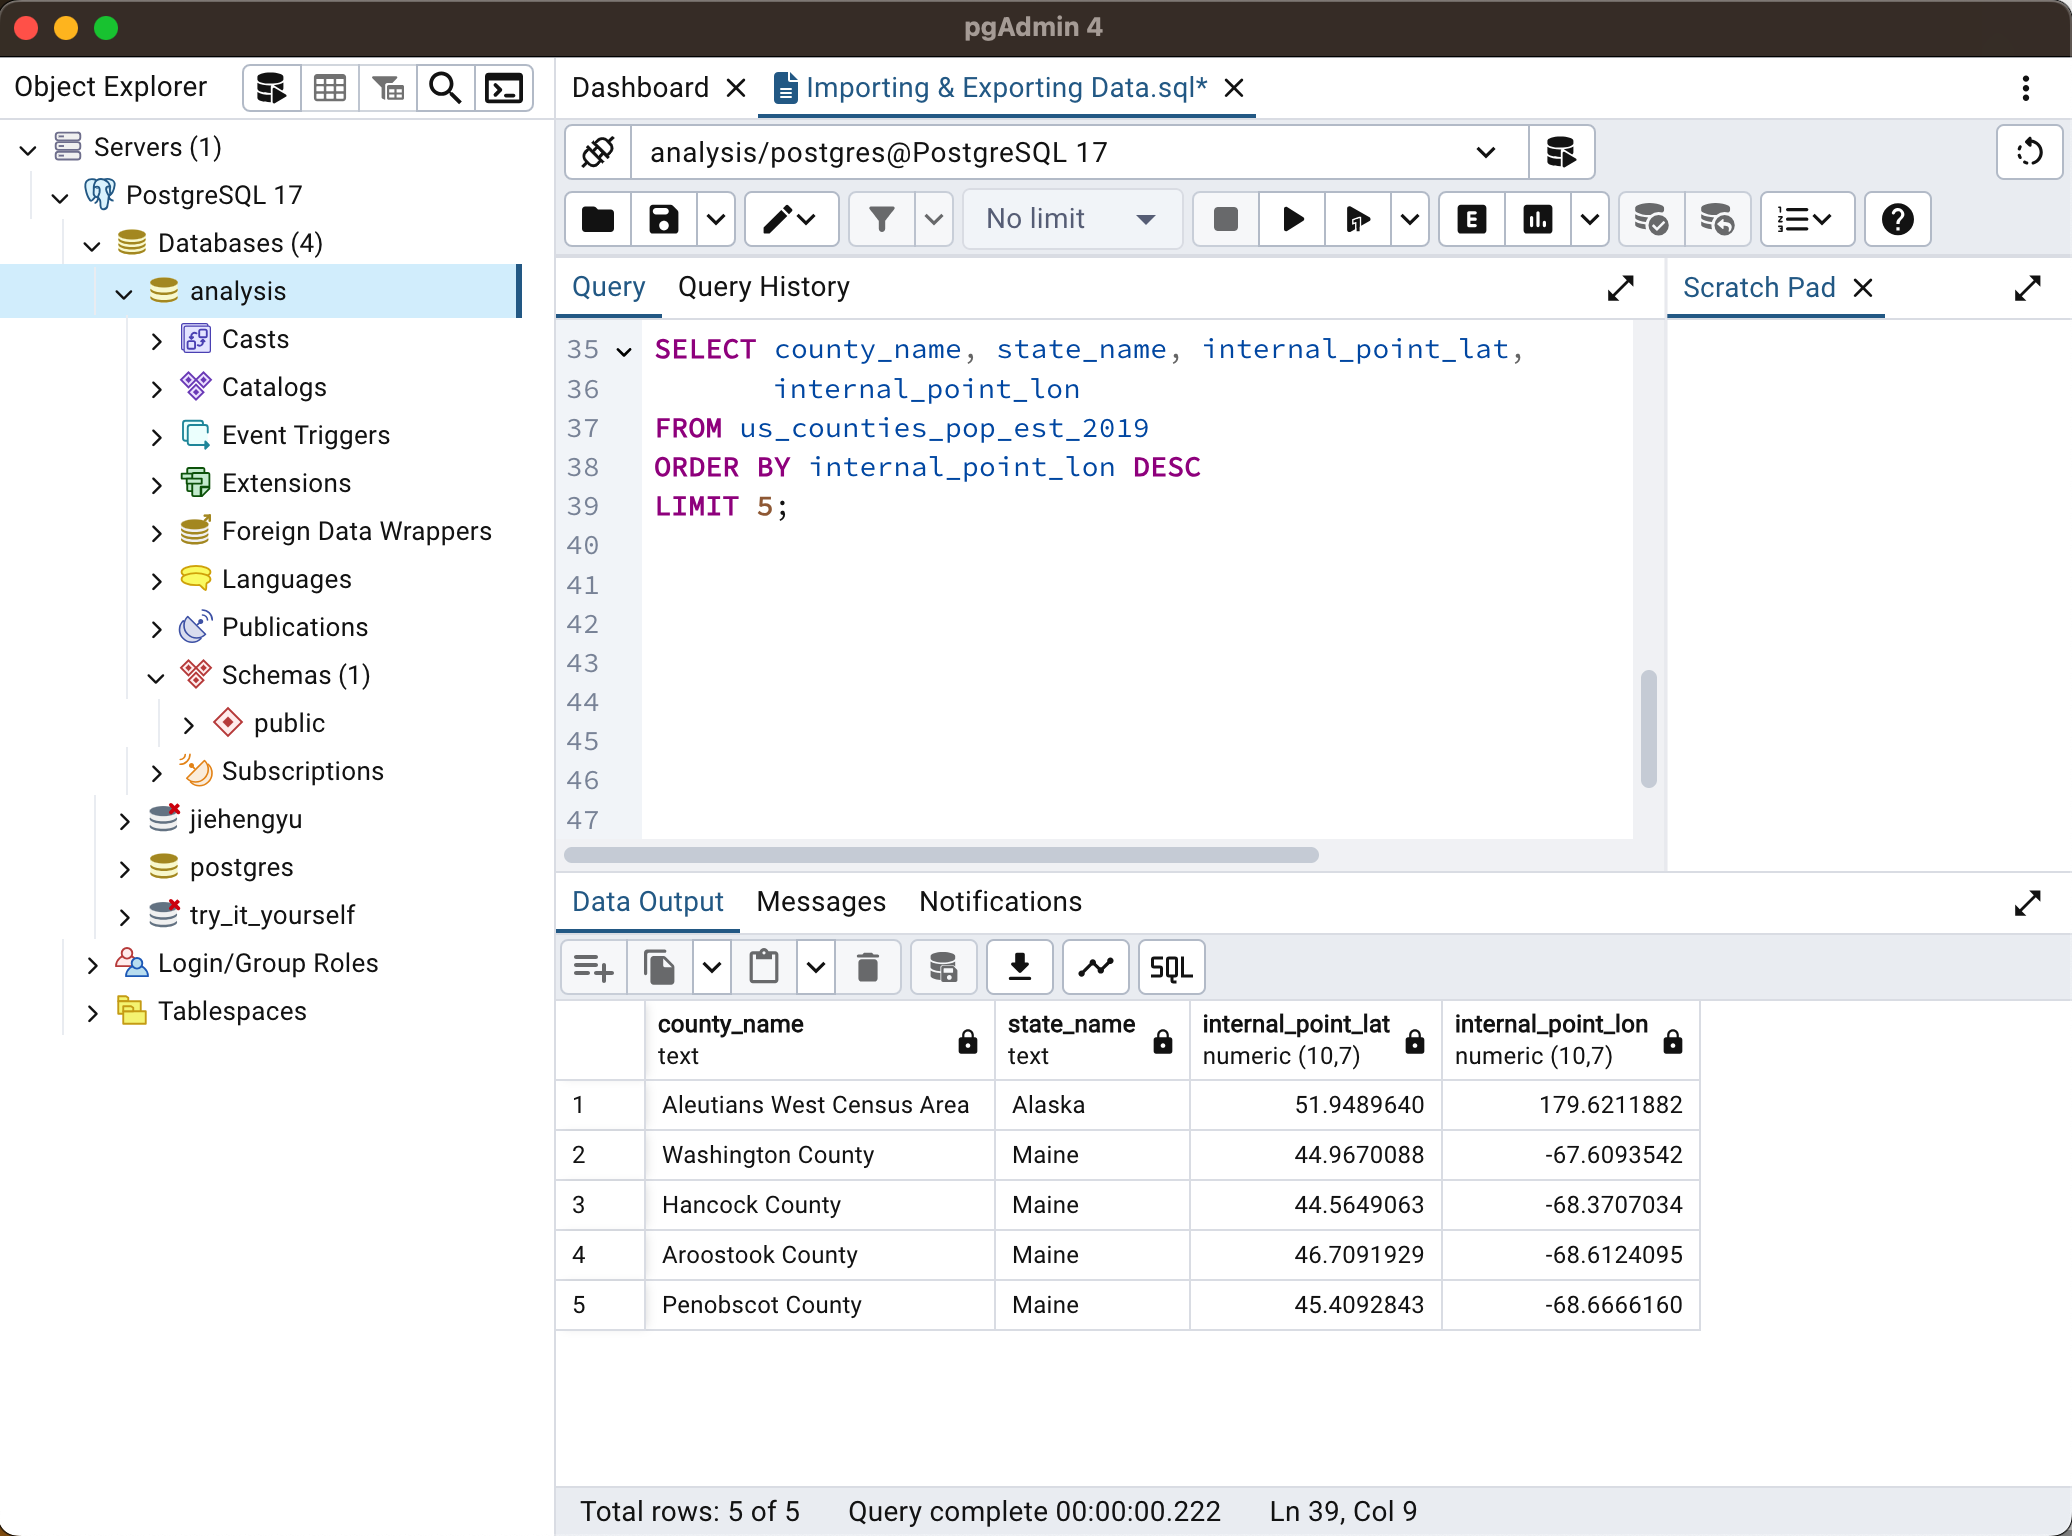 pgAdmin 4
Object Explorer
Servers (1)
PostgreSQL 17
Databases (4)
analysis
Casts
Catalogs
Event Triggers
Extensions
Foreign Data Wrappers
Languages
Publications
Schemas (1)
public
Subscriptions
jiehengyu
postgres
try_it_yourself
Login/Group Roles
Tablespaces
Dashboard
Importing & Exporting Data.sql*
analysis/postgres@PostgreSQL 17
No limit
E
Query
Query History
Scratch Pad
35 SELECT county_name, state_name, internal_point_lat,
36 internal_point_lon
37 FROM us_counties_pop_est_2019
38 ORDER BY internal_point_lon DESC
39 LIMIT 5;
40
41
42
43
44
45
46
47
Data Output
Messages
Notifications
SQL
county_name state_name internal_point_lat internal_point_lon
text text numeric (10,7) numeric (10,7)
1 Aleutians West Census Area Alaska 51.9489640 179.6211882
2 Washington County Maine 44.9670088 -67.6093542
3 Hancock County Maine 44.5649063 -68.3707034
4 Aroostook County Maine 46.7091929 -68.6124095
5 Penobscot County Maine 45.4092843 -68.6666160
Total rows: 5 of 5 Query complete 00:00:00.222 Ln 39, Col 9